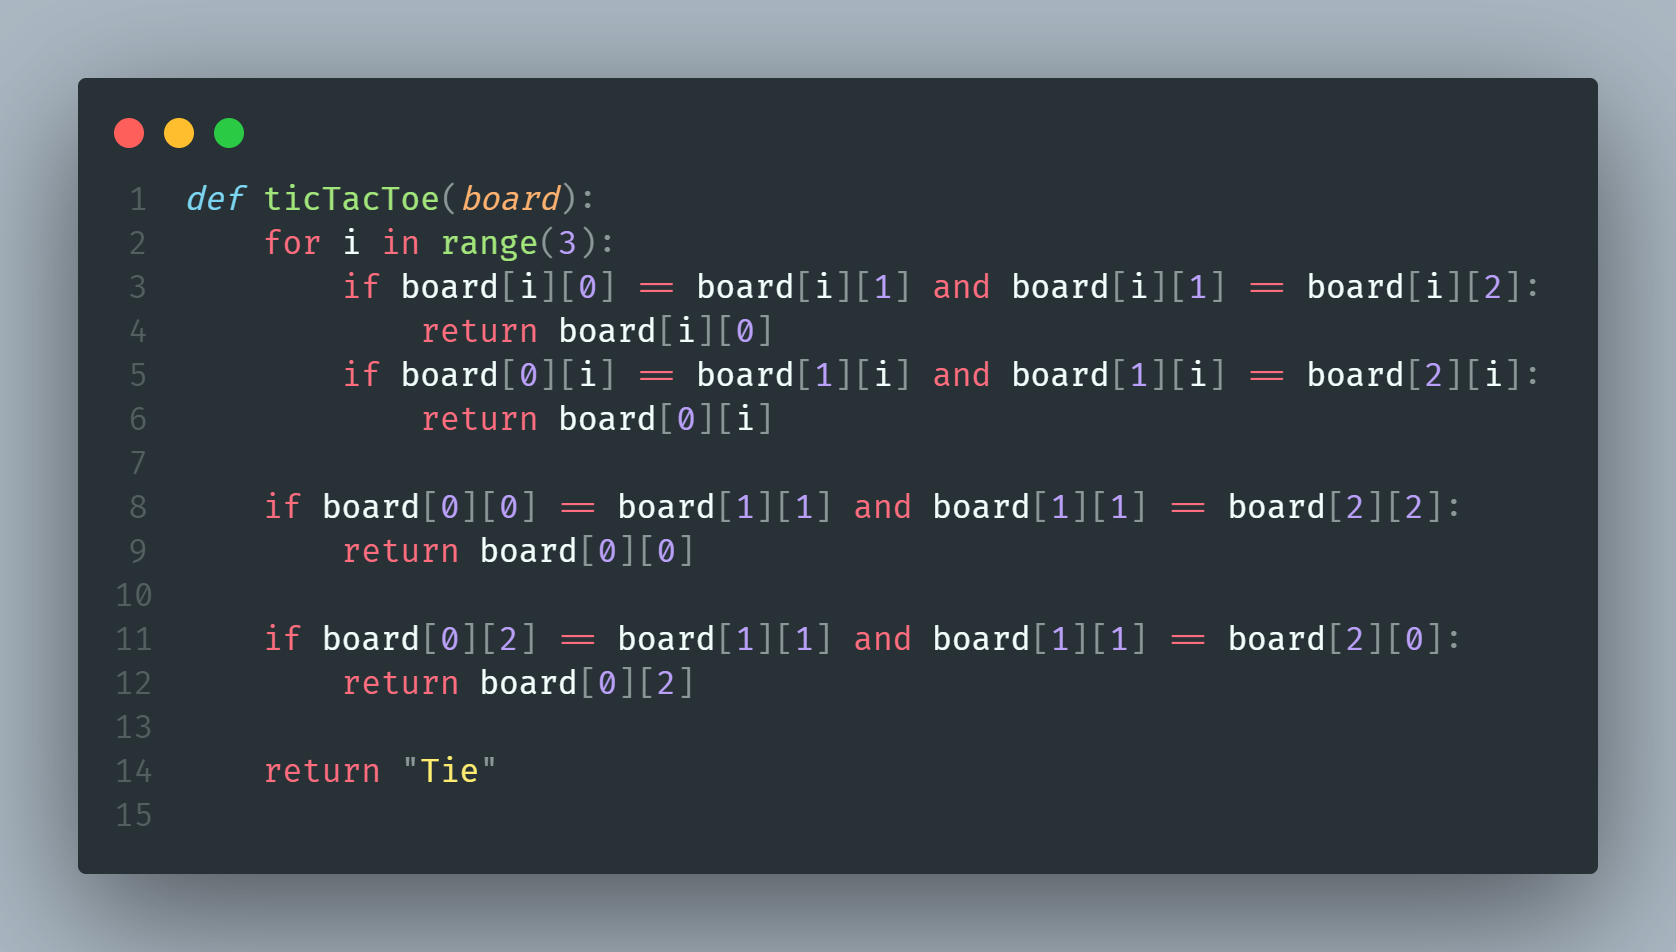 1 def ticTacToe(board):
2     for i in range(3):
3         if board[i][0] == board[i][1] and board[i][1] == board[i][2]:
4             return board[i][0]
5         if board[0][i] == board[1][i] and board[1][i] == board[2][i]:
6             return board[0][i]
7
8     if board[0][0] == board[1][1] and board[1][1] == board[2][2]:
9         return board[0][0]
10
11     if board[0][2] == board[1][1] and board[1][1] == board[2][0]:
12         return board[0][2]
13
14     return "Tie"
15